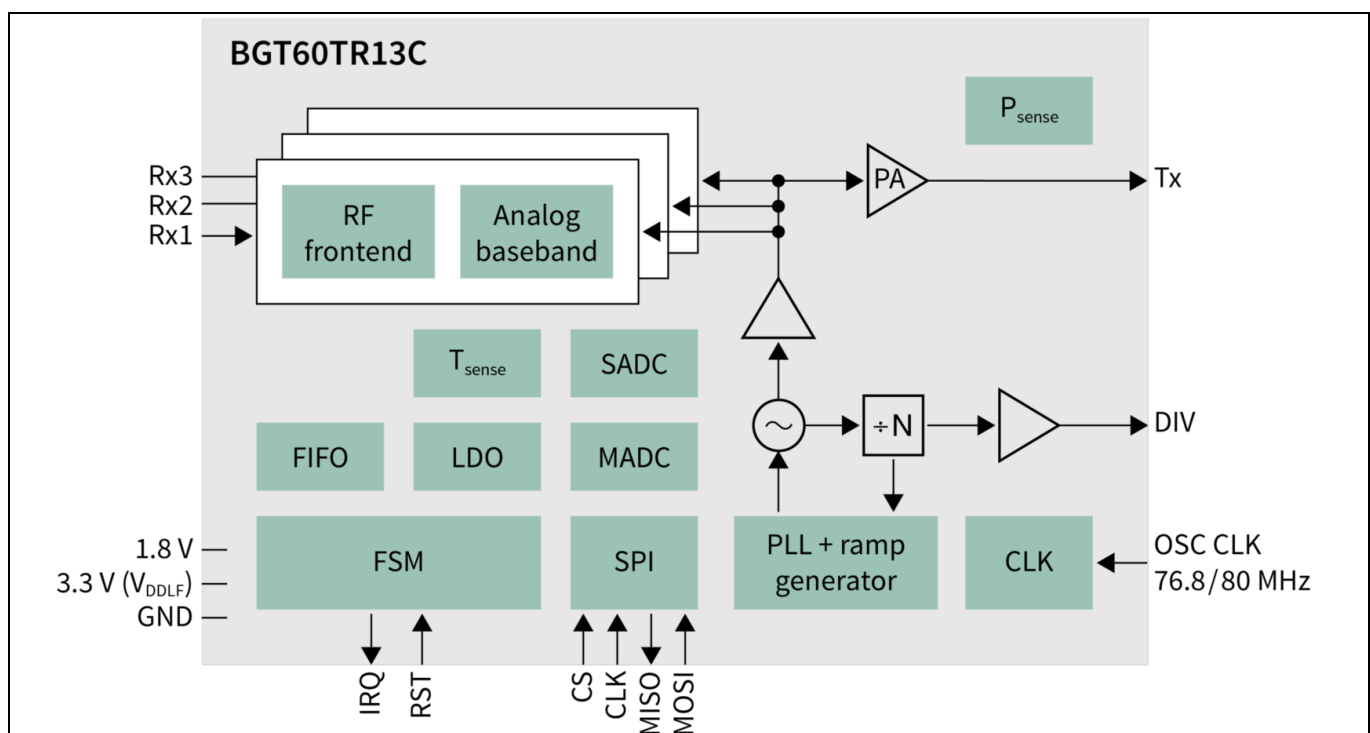 BGT60TR13C
Psense
Rx3
Rx2
Rx1
RF
frontend
Analog
baseband
PA
Tx
Tsense
SADC
FIFO
LDO
MADC
~
÷N
DIV
1.8 V
3.3 V (VDDLF)
GND
FSM
SPI
PLL + ramp
generator
CLK
OSC CLK
76.8/80 MHz
IRQ
RST
CS
CLK
MISO
MOSI